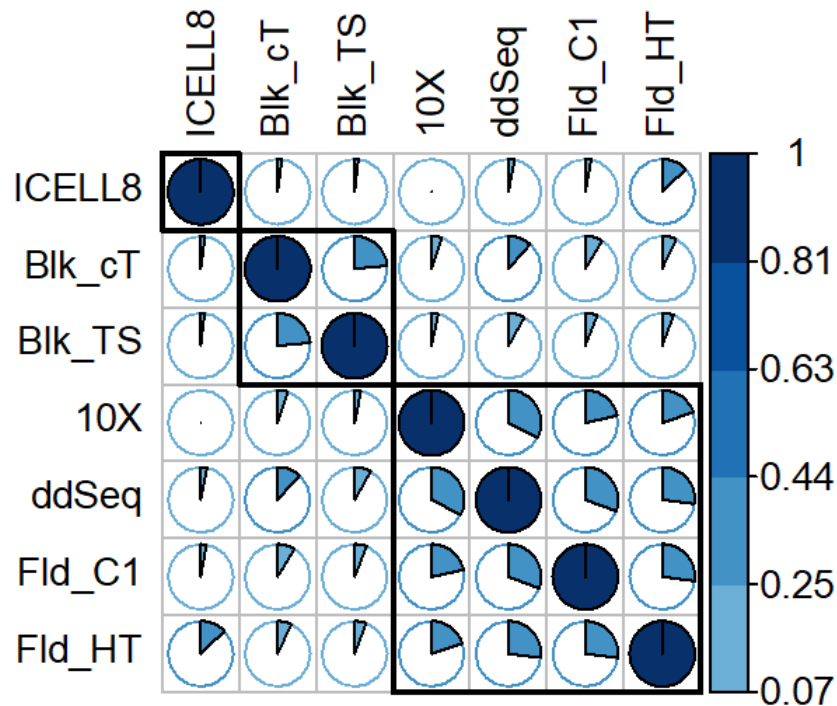 ICELL8
Blk_cT
Blk_TS
10X
ddSeq
Fld_C1
Fld_HT
ICELL8
Blk_cT
Blk_TS
10X
ddSeq
Fld_C1
Fld_HT
1
0.81
0.63
0.44
0.25
0.07